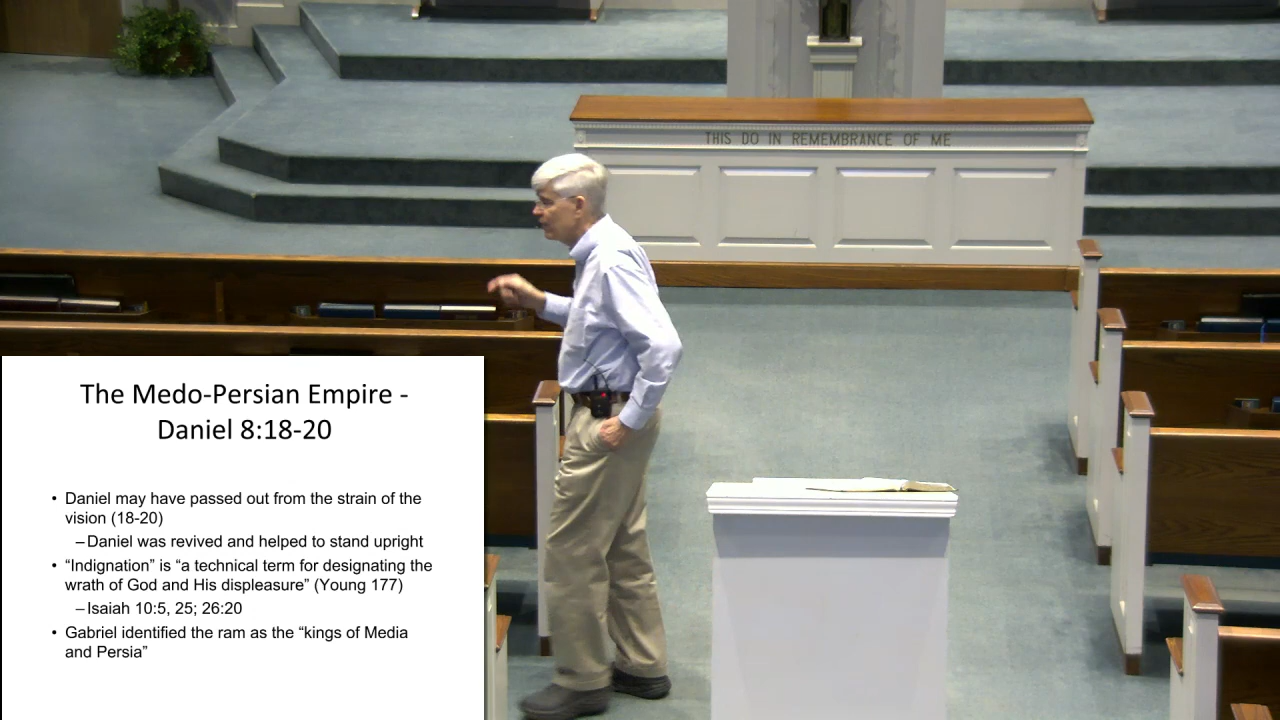 THIS DO IN REMEMBRANCE OF ME
The Medo-Persian Empire -
Daniel 8:18-20
• Daniel may have passed out from the strain of the
vision (18-20)
–Daniel was revived and helped to stand upright
• “Indignation” is “a technical term for designating the
wrath of God and His displeasure” (Young 177)
–Isaiah 10:5, 25; 26:20
• Gabriel identified the ram as the “kings of Media
and Persia”